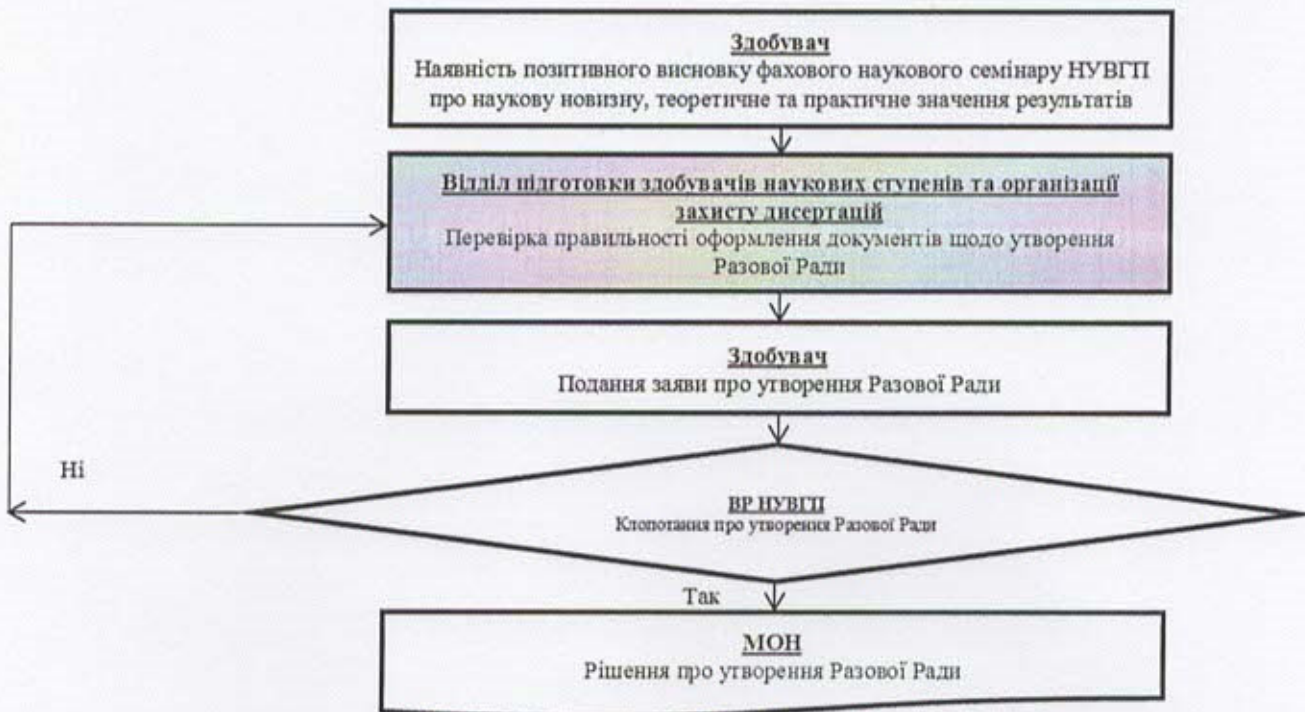 Здобувач
Наявність позитивного висновку фахового наукового семінару НУВГП
про наукову новизну, теоретичне та практичне значення результатів
Відділ підготовки здобувачів наукових ступенів та організації
захисту дисертацій
Перевірка правильності оформлення документів щодо утворення
Разової Ради
Здобувач
Подання заяви про утворення Разової Ради
Ні
ВР НУВГП
Клопотання про утворення Разової Ради
Так
МОН
Рішення про утворення Разової Ради